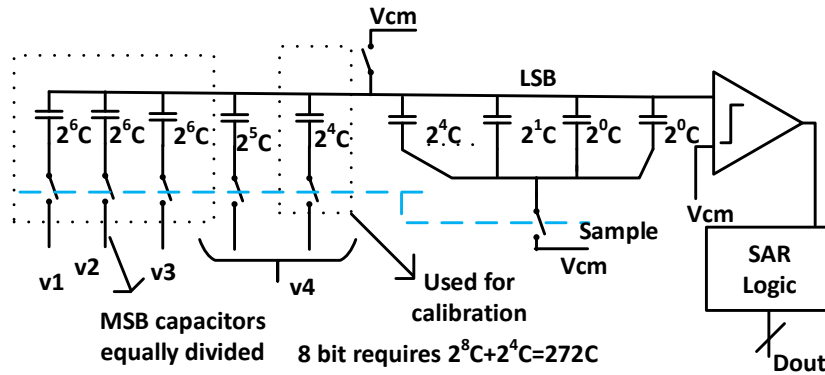 Vcm
LSB
2⁶C 2⁶C 2⁶C 2⁵C 2⁴C 2⁴C .... 2¹C 2⁰C 2⁰C
v1 v2 v3 v4
Sample
Vcm
Vcm
MSB capacitors
equally divided
Used for
calibration
8 bit requires 2⁸C+2⁴C=272C
SAR
Logic
Dout